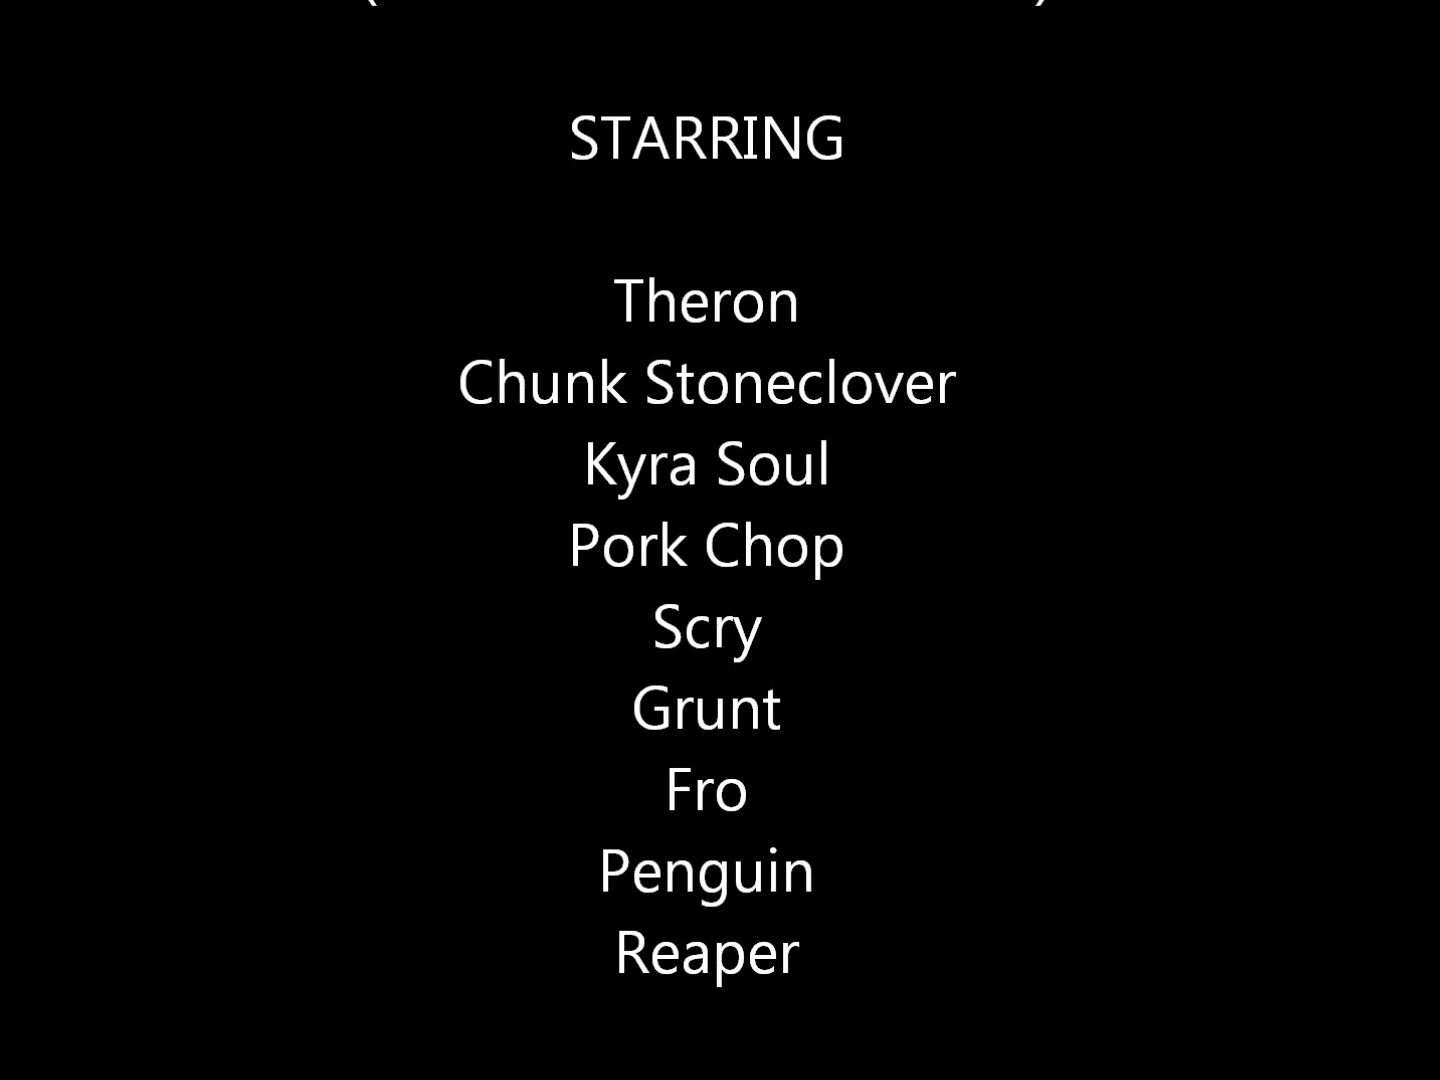 STARRING
Theron
Chunk Stoneclover
Kyra Soul
Pork Chop
Scry
Grunt
Fro
Penguin
Reaper